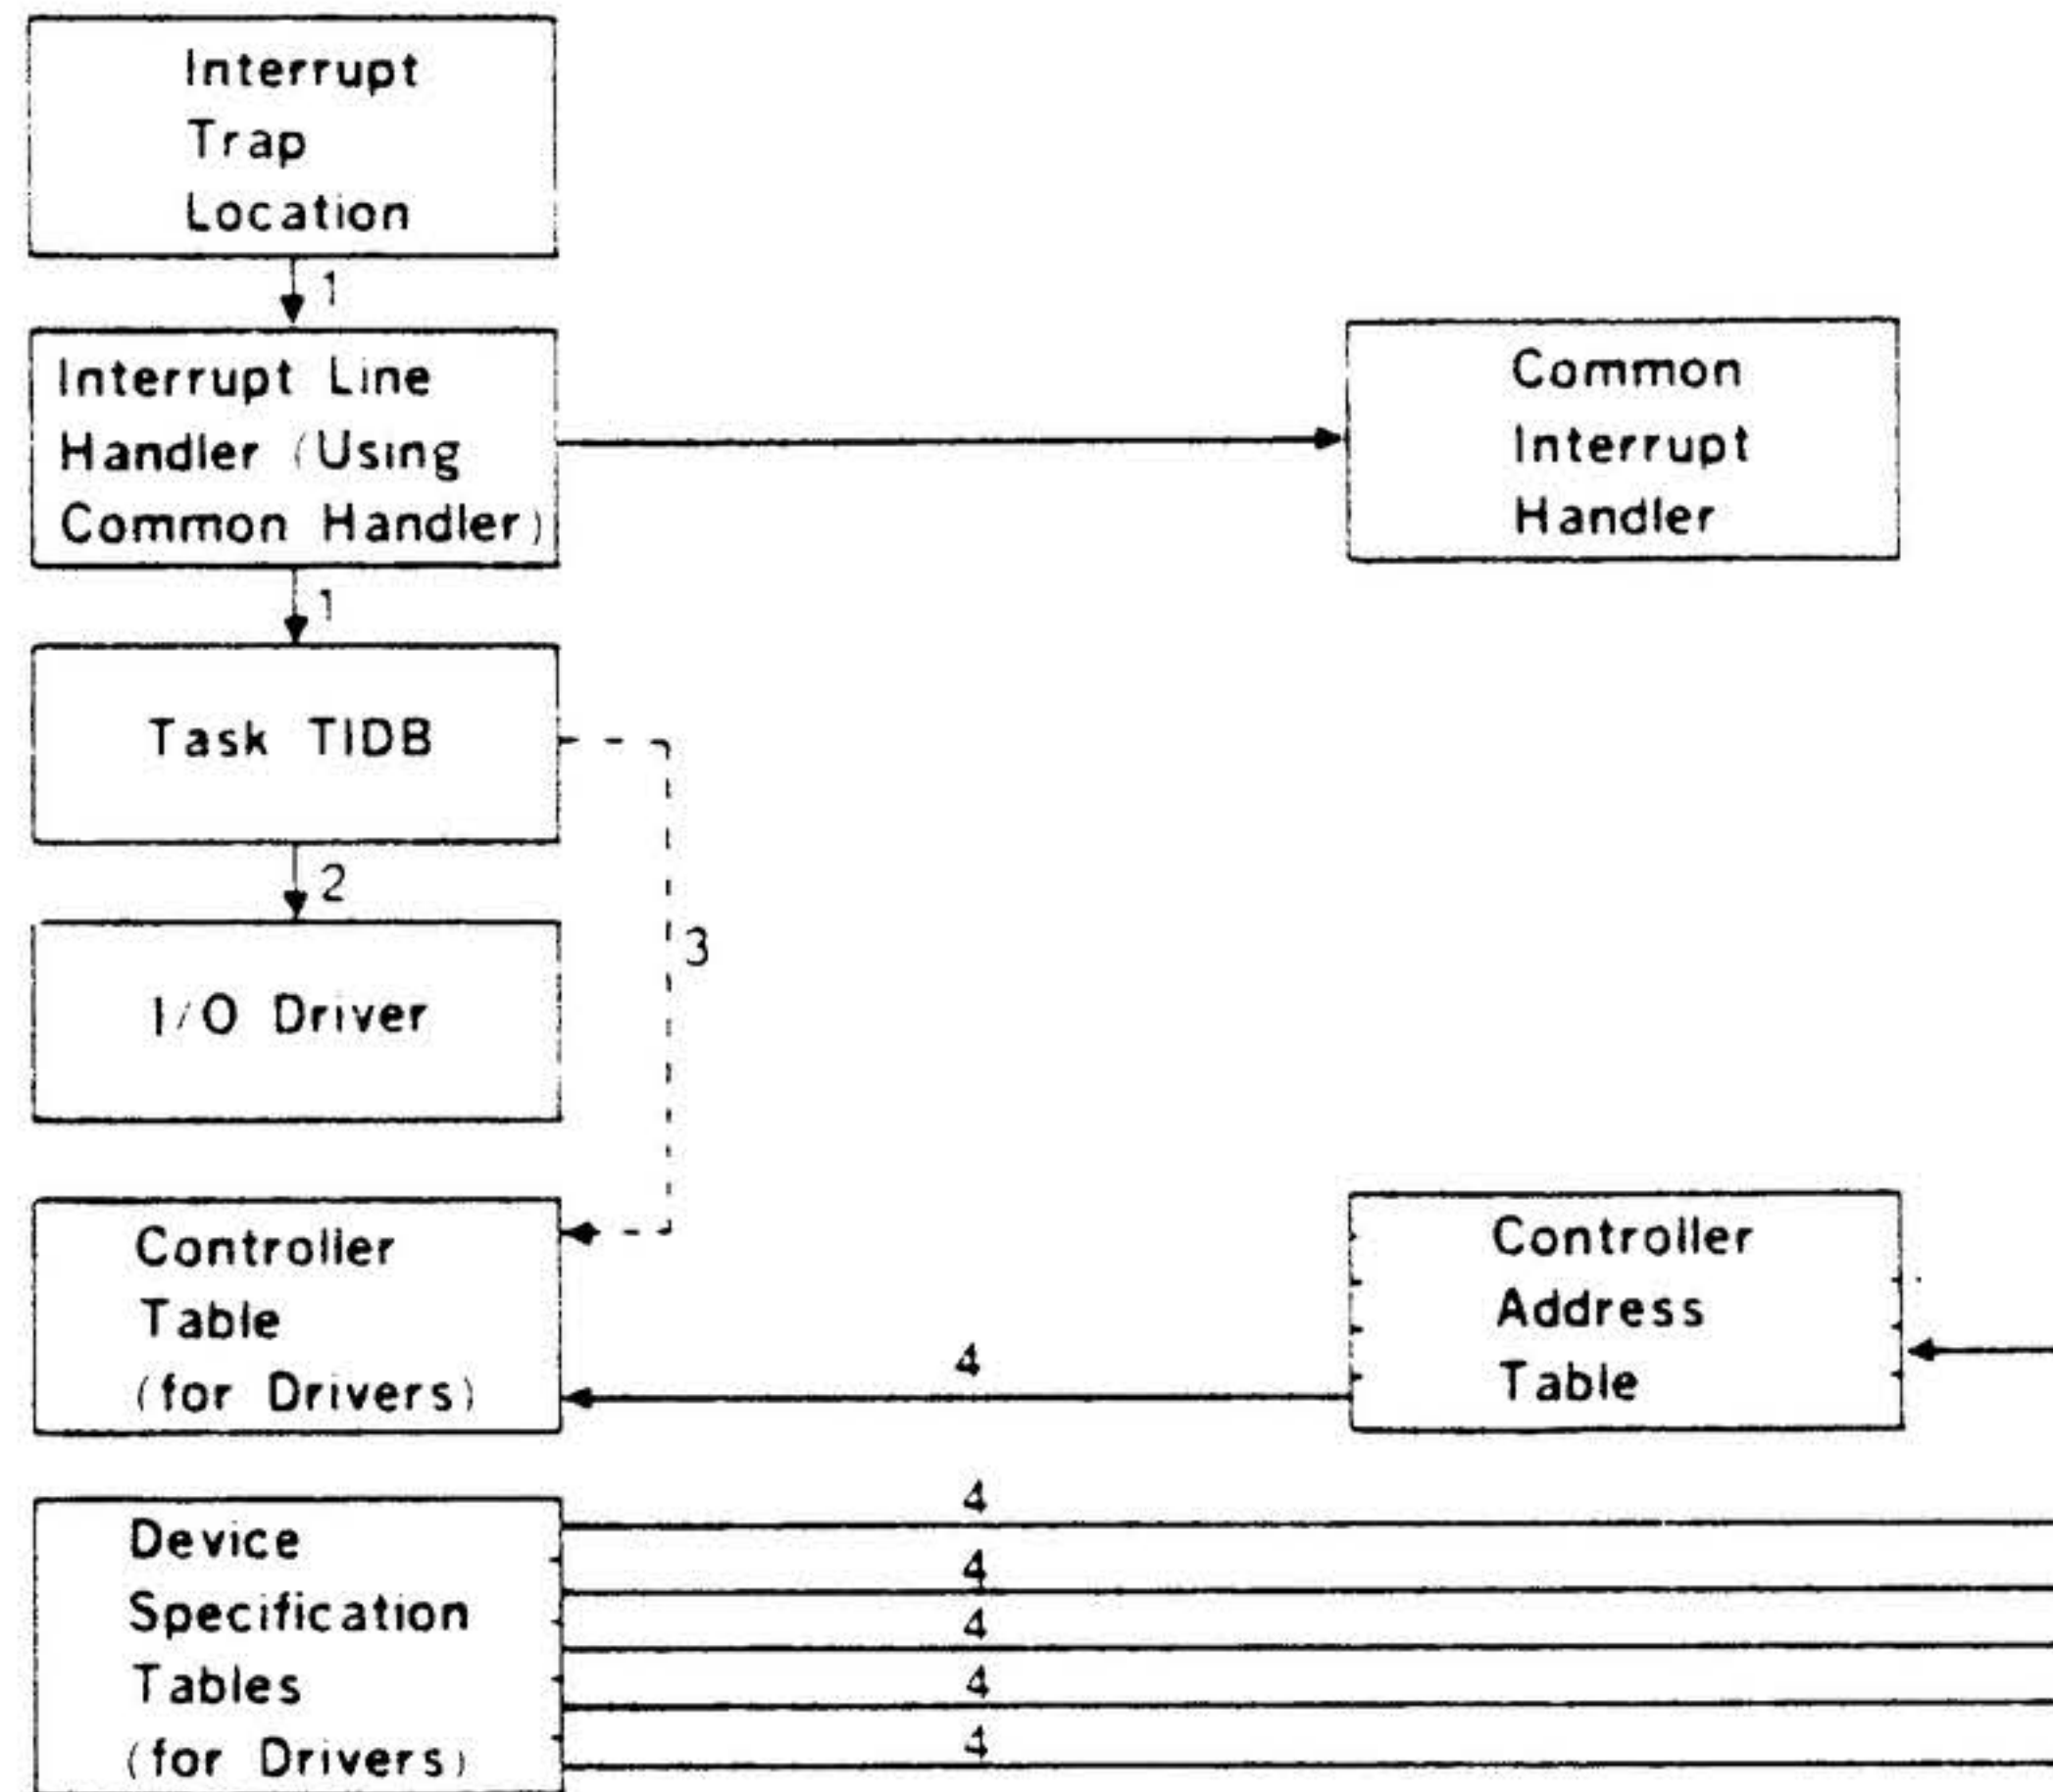 Interrupt
Trap
Location
1
Interrupt Line
Handler (Using
Common Handler)
Common
Interrupt
Handler
1
Task TIDB
2
I/O Driver
3
Controller
Table
(for Drivers)
4
Controller
Address
Table
Device
Specification
Tables
(for Drivers)
4
4
4
4
4